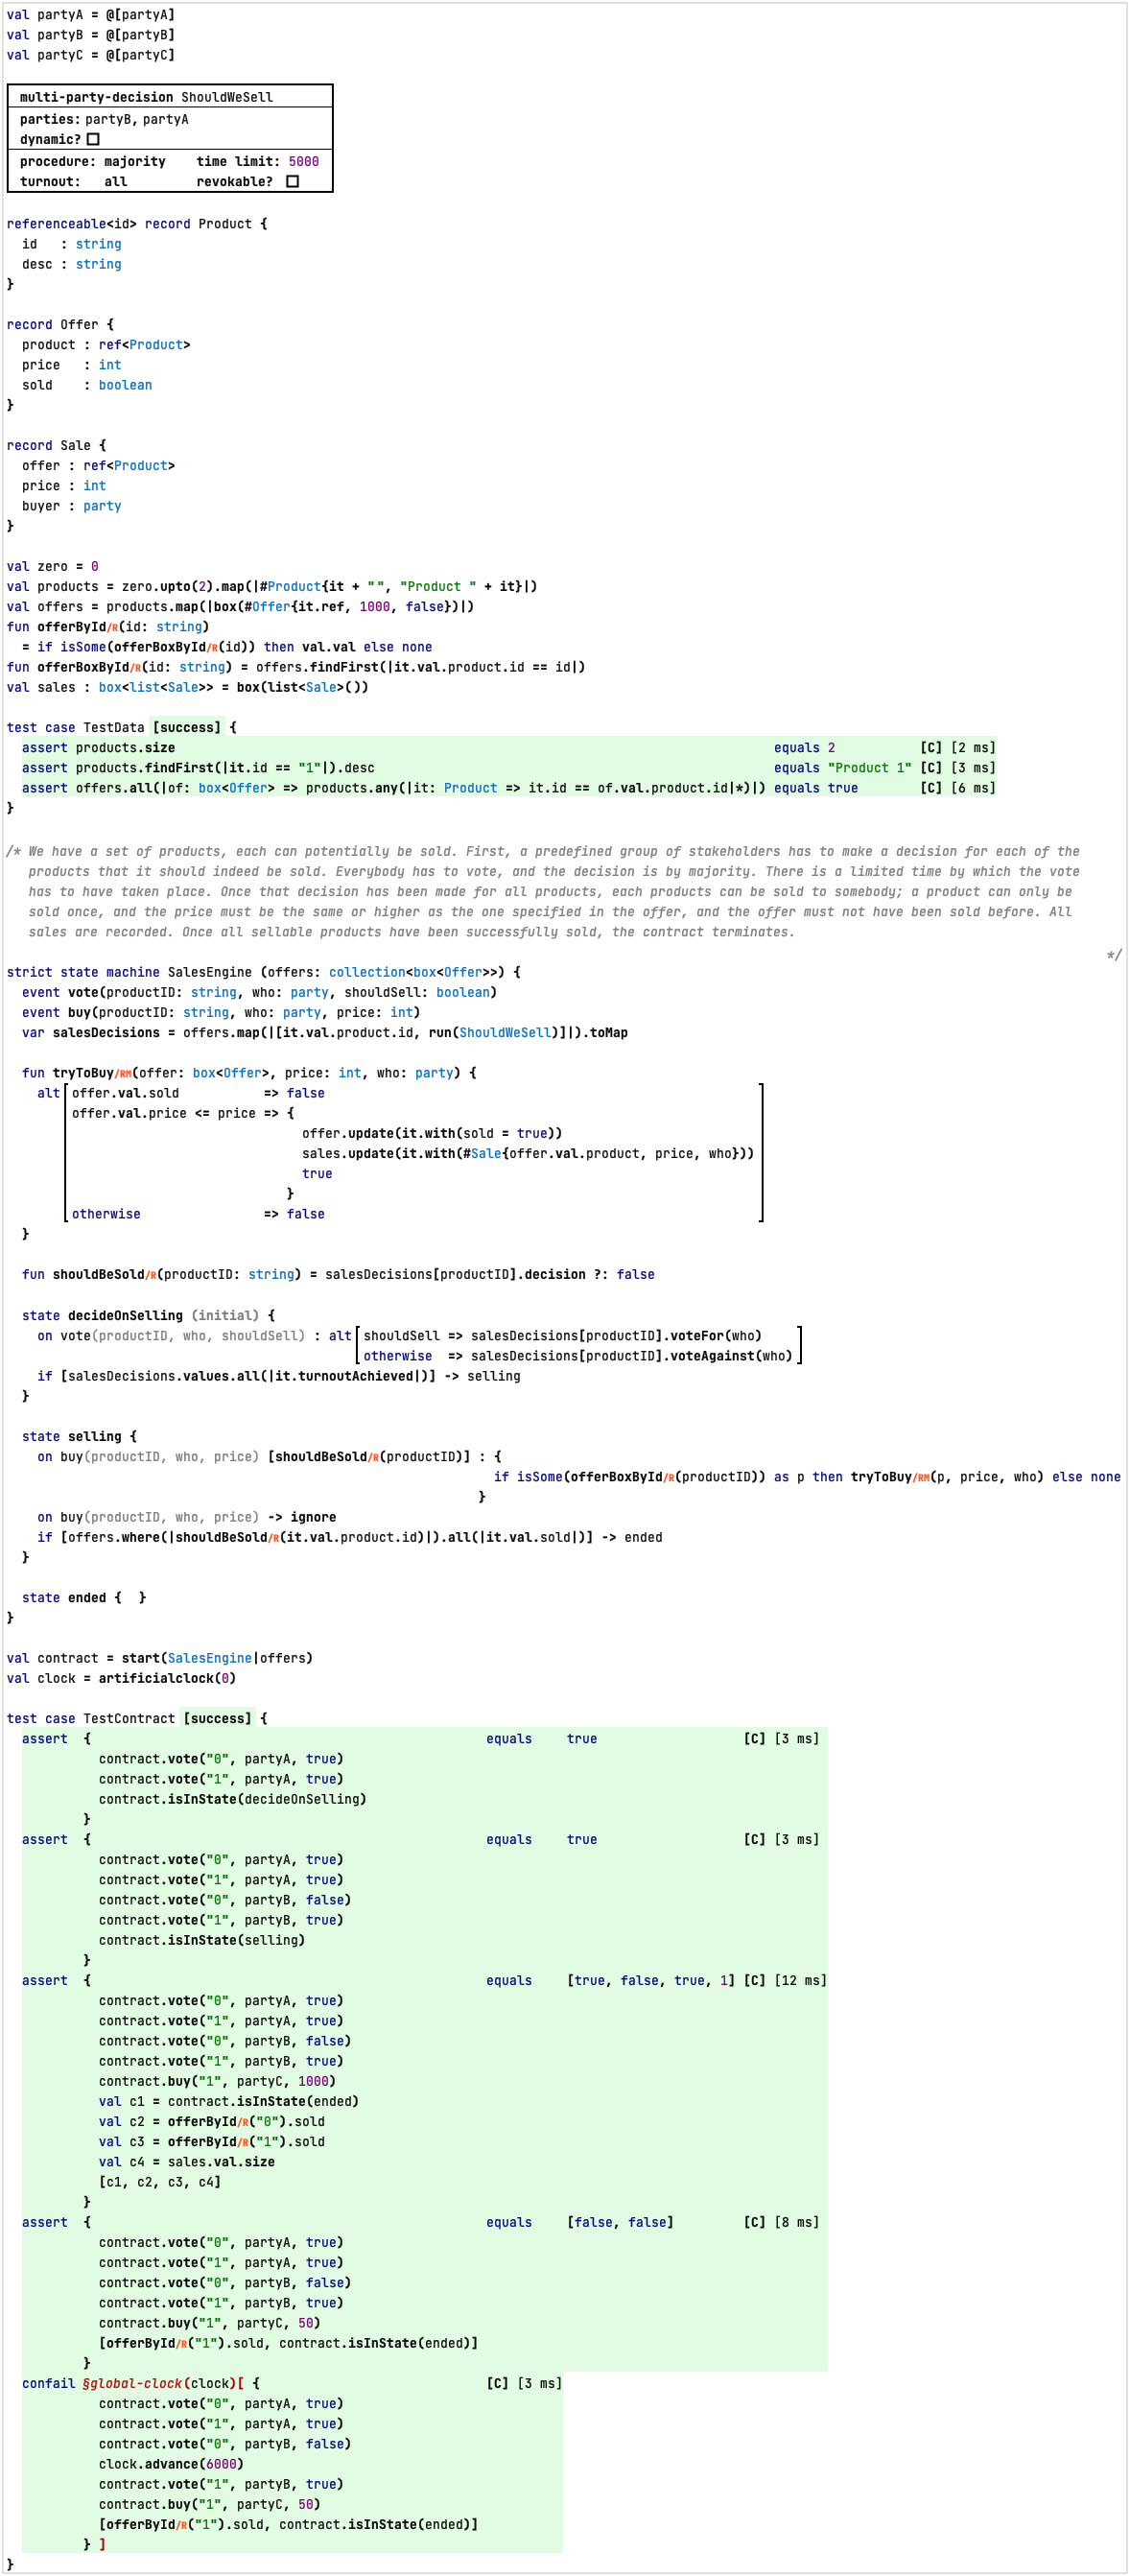 val partyA = @[partyA]
val partyB = @[partyB]
val partyC = @[partyC]
multi-party-decision ShouldWeSell
parties: partyB, partyA
dynamic?
procedure: majority    time limit: 5000
turnout:   all         revokable?
referenceable<id> record Product {
  id   : string
  desc : string
}
record Offer {
  product : ref<Product>
  price   : int
  sold    : boolean
}
record Sale {
  offer : ref<Product>
  price : int
  buyer : party
}
val zero = 0
val products = zero.upto(2).map(|#Product{it + "", "Product " + it}|)
val offers = products.map(|box(#Offer{it.ref, 1000, false})|)
fun offerById/R(id: string)
  = if isSome(offerBoxById/R(id)) then val.val else none
fun offerBoxById/R(id: string) = offers.findFirst(|it.val.product.id == id|)
val sales : box<list<Sale>> = box(list<Sale>())
test case TestData [success] {
  assert products.size equals 2 [C] [2 ms]
  assert products.findFirst(|it.id == "1"|).desc equals "Product 1" [C] [3 ms]
  assert offers.all(|of: box<Offer> => products.any(|it: Product => it.id == of.val.product.id|*)|) equals true [C] [6 ms]
}
/* We have a set of products, each can potentially be sold. First, a predefined group of stakeholders has to make a decision for each of the
products that it should indeed be sold. Everybody has to vote, and the decision is by majority. There is a limited time by which the vote
has to have taken place. Once that decision has been made for all products, each products can be sold to somebody; a product can only be
sold once, and the price must be the same or higher as the one specified in the offer, and the offer must not have been sold before. All
sales are recorded. Once all sellable products have been successfully sold, the contract terminates.
*/
strict state machine SalesEngine (offers: collection<box<Offer>>) {
  event vote(productID: string, who: party, shouldSell: boolean)
  event buy(productID: string, who: party, price: int)
  var salesDecisions = offers.map(|[it.val.product.id, run(ShouldWeSell)]|).toMap
  fun tryToBuy/RM(offer: box<Offer>, price: int, who: party) {
    alt [ offer.val.sold           => false
          offer.val.price <= price => {
                                        offer.update(it.with(sold = true))
                                        sales.update(it.with(#Sale{offer.val.product, price, who}))
                                        true
                                      }
          otherwise                => false ]
  }
  fun shouldBeSold/R(productID: string) = salesDecisions[productID].decision ?: false
  state decideOnSelling (initial) {
    on vote(productID, who, shouldSell) : alt [ shouldSell => salesDecisions[productID].voteFor(who)
                                                otherwise  => salesDecisions[productID].voteAgainst(who) ]
    if [salesDecisions.values.all(|it.turnoutAchieved|)] -> selling
  }
  state selling {
    on buy(productID, who, price) [shouldBeSold/R(productID)] : {
      if isSome(offerBoxById/R(productID)) as p then tryToBuy/RM(p, price, who) else none
    }
    on buy(productID, who, price) -> ignore
    if [offers.where(|shouldBeSold/R(it.val.product.id)|).all(|it.val.sold|)] -> ended
  }
  state ended {  }
}
val contract = start(SalesEngine|offers)
val clock = artificialclock(0)
test case TestContract [success] {
  assert { equals true [C] [3 ms]
    contract.vote("0", partyA, true)
    contract.vote("1", partyA, true)
    contract.isInState(decideOnSelling)
  }
  assert { equals true [C] [3 ms]
    contract.vote("0", partyA, true)
    contract.vote("1", partyA, true)
    contract.vote("0", partyB, false)
    contract.vote("1", partyB, true)
    contract.isInState(selling)
  }
  assert { equals [true, false, true, 1] [C] [12 ms]
    contract.vote("0", partyA, true)
    contract.vote("1", partyA, true)
    contract.vote("0", partyB, false)
    contract.vote("1", partyB, true)
    contract.buy("1", partyC, 1000)
    val c1 = contract.isInState(ended)
    val c2 = offerById/R("0").sold
    val c3 = offerById/R("1").sold
    val c4 = sales.val.size
    [c1, c2, c3, c4]
  }
  assert { equals [false, false] [C] [8 ms]
    contract.vote("0", partyA, true)
    contract.vote("1", partyA, true)
    contract.vote("0", partyB, false)
    contract.vote("1", partyB, true)
    contract.buy("1", partyC, 50)
    [offerById/R("1").sold, contract.isInState(ended)]
  }
  confail §global-clock(clock)[ { [C] [3 ms]
    contract.vote("0", partyA, true)
    contract.vote("1", partyA, true)
    contract.vote("0", partyB, false)
    clock.advance(6000)
    contract.vote("1", partyB, true)
    contract.buy("1", partyC, 50)
    [offerById/R("1").sold, contract.isInState(ended)]
  } ]
}